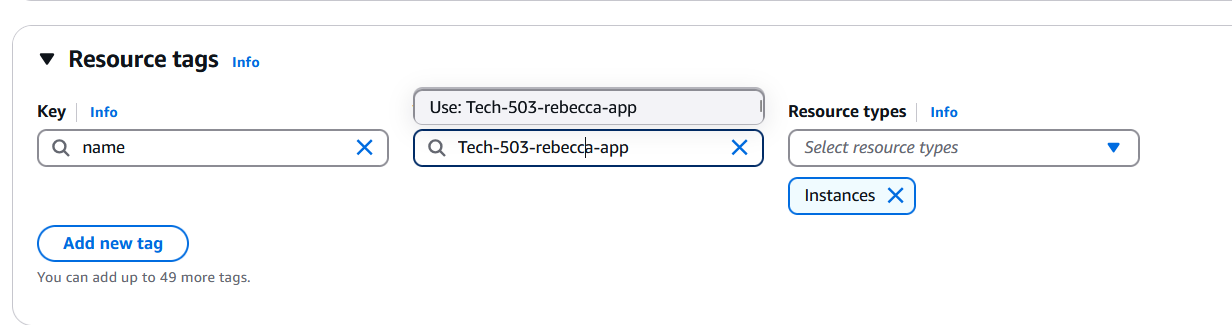 Resource tags Info
Key Info
Use: Tech-503-rebecca-app
Resource types Info
name
Tech-503-rebecca-app
Select resource types
Instances
Add new tag
You can add up to 49 more tags.